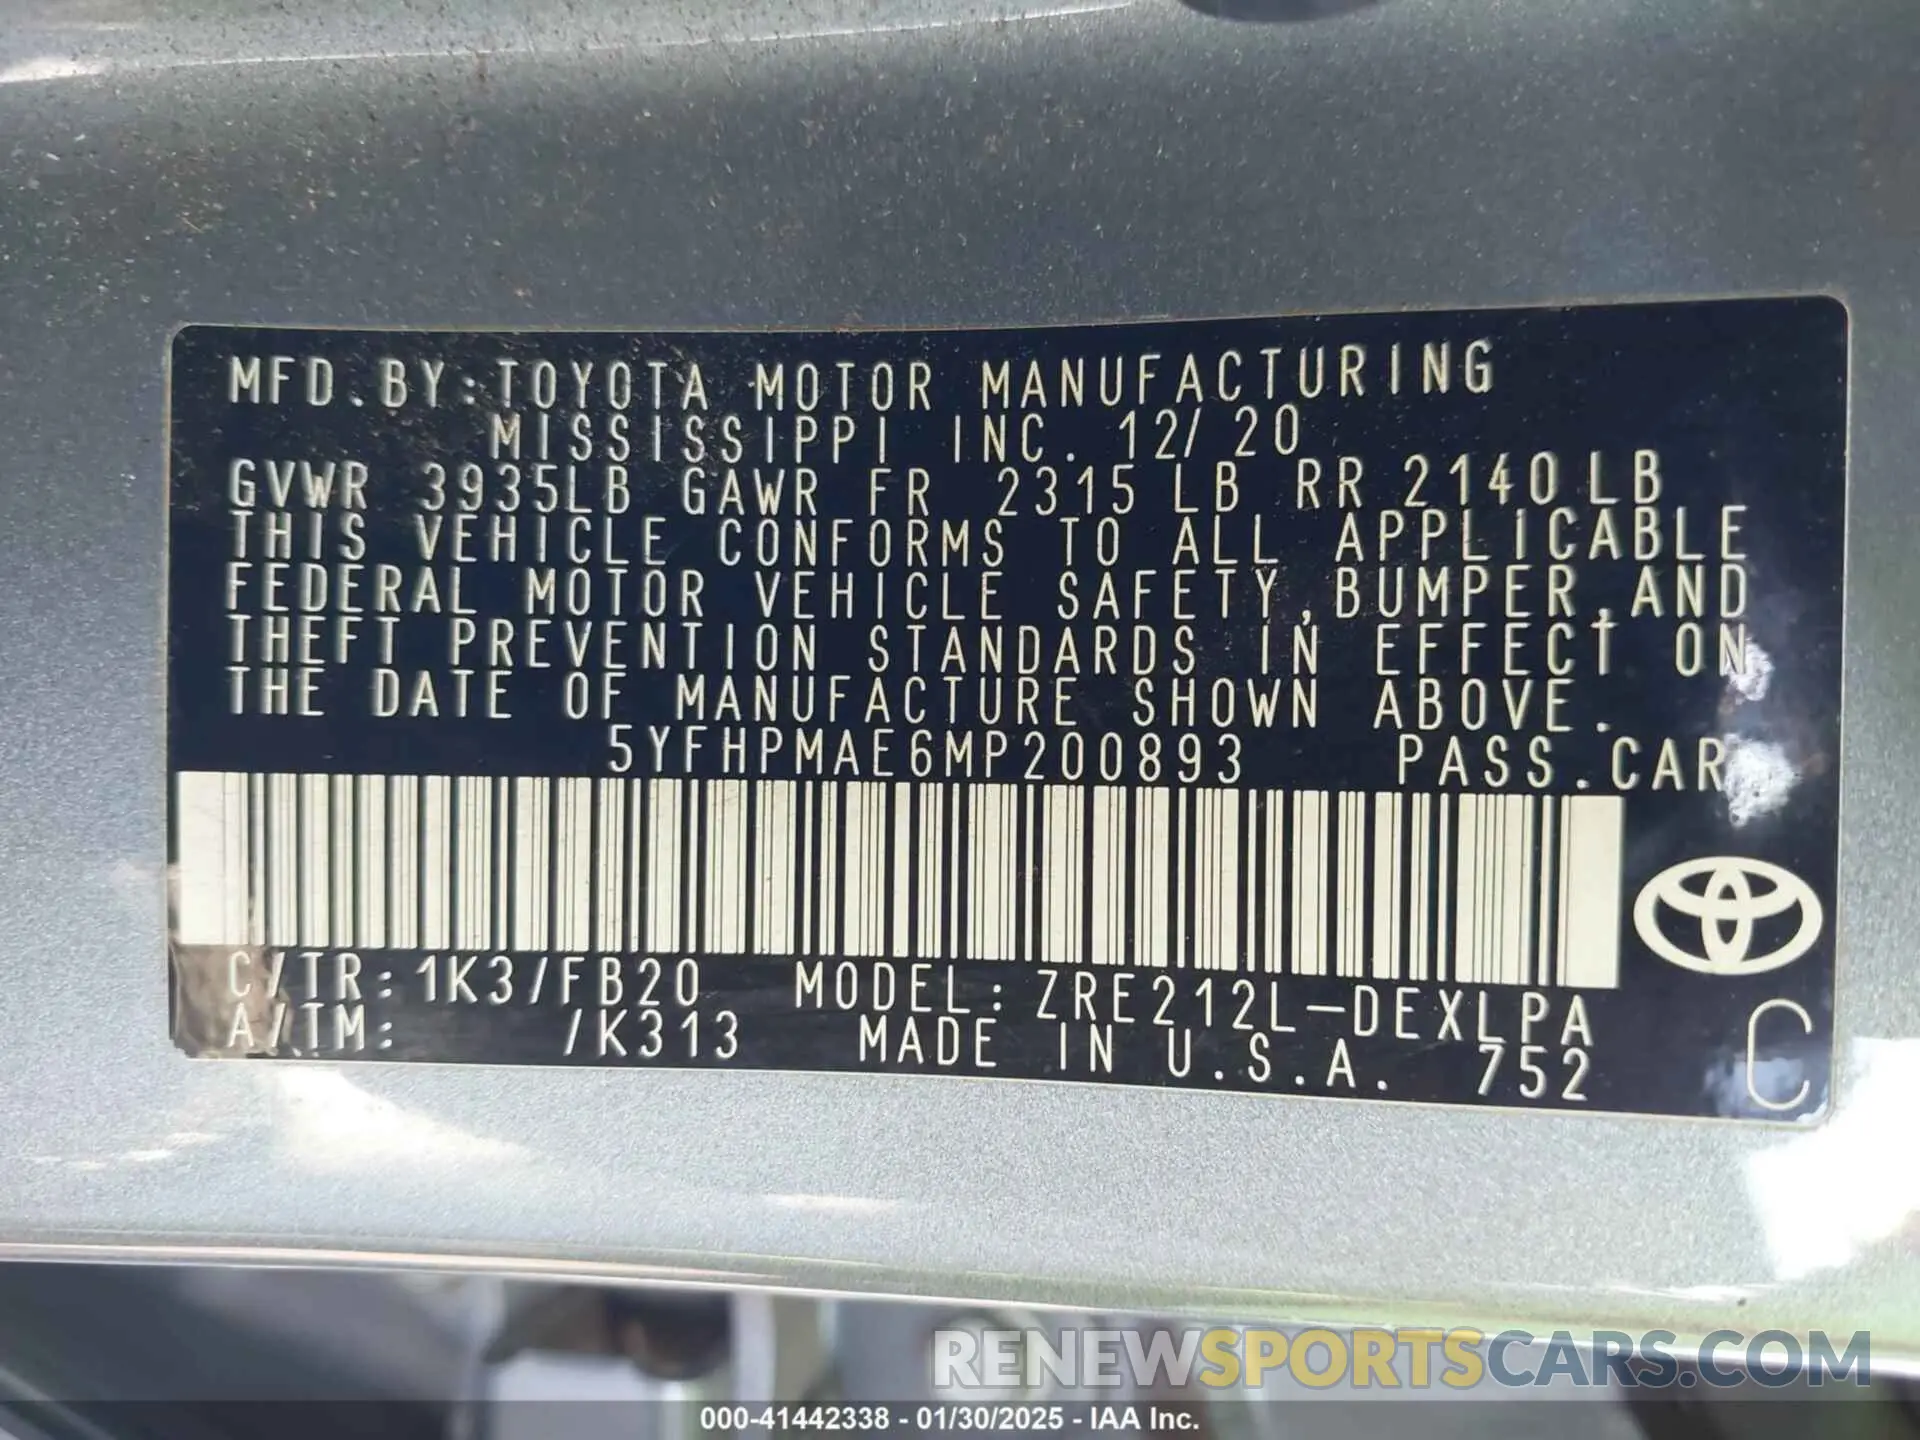 MFD.BY:TOYOTA MOTOR MANUFACTURING
MISSISSIPPI INC. 12/20
GVWR 3935LB GAWR FR 2315LB RR 2140LB
THIS VEHICLE CONFORMS TO ALL APPLICABLE
FEDERAL MOTOR VEHICLE SAFETY,BUMPER,AND
THEFT PREVENTION STANDARDS IN EFFECT ON
THE DATE OF MANUFACTURE SHOWN ABOVE.
5YFHPMAE6MP200893 PASS.CAR
C/TR:1K3/FB20 MODEL:ZRE212L-DEXLPA
A/TM: /K313 MADE IN U.S.A. 752
C
RENEWSPORTSCARS.COM
000-41442338 - 01/30/2025 - IAA Inc.